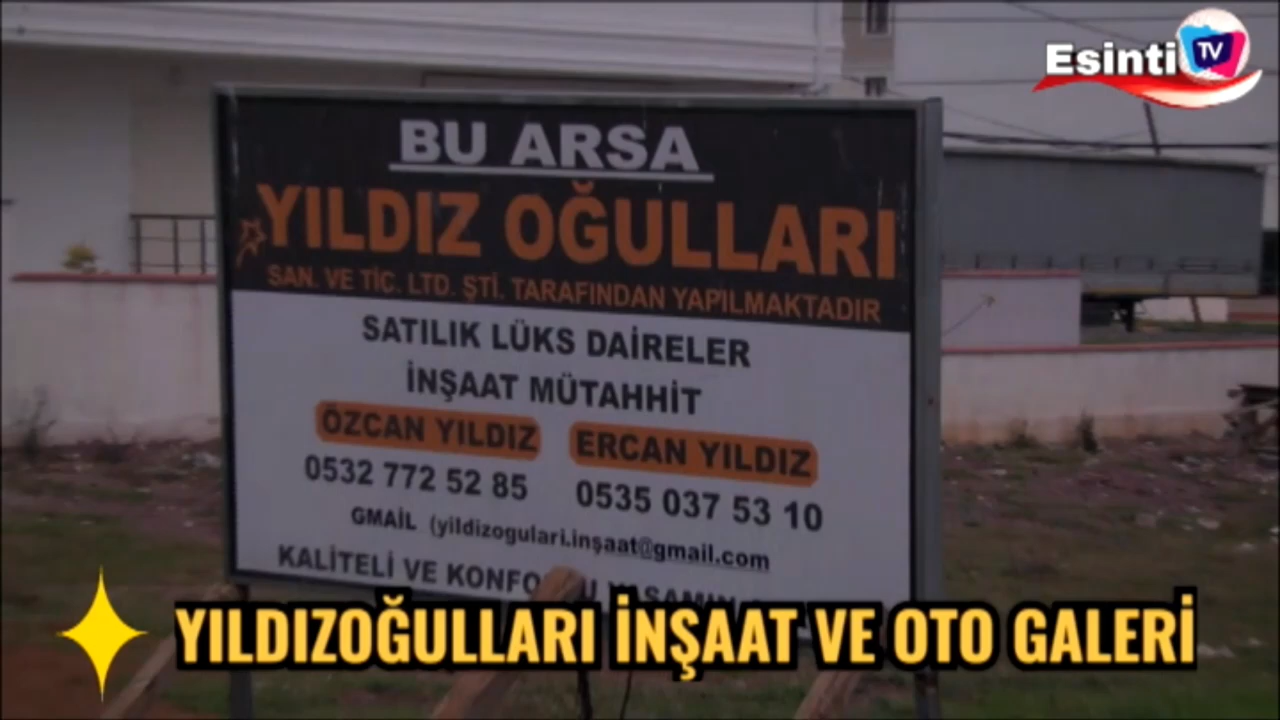 Esinti TV
BU ARSA
YILDIZ OĞULLARI
SAN. VE TİC. LTD. ŞTİ. TARAFINDAN YAPILMAKTADIR
SATILIK LÜKS DAİRELER
İNŞAAT MÜTAHHİT
ÖZCAN YILDIZ ERCAN YILDIZ
0532 772 52 85 0535 037 53 10
GMAİL (yildizogulari.inşaat@gmail.com
KALİTELİ VE
YILDIZOĞULLARI İNŞAAT VE OTO GALERİ